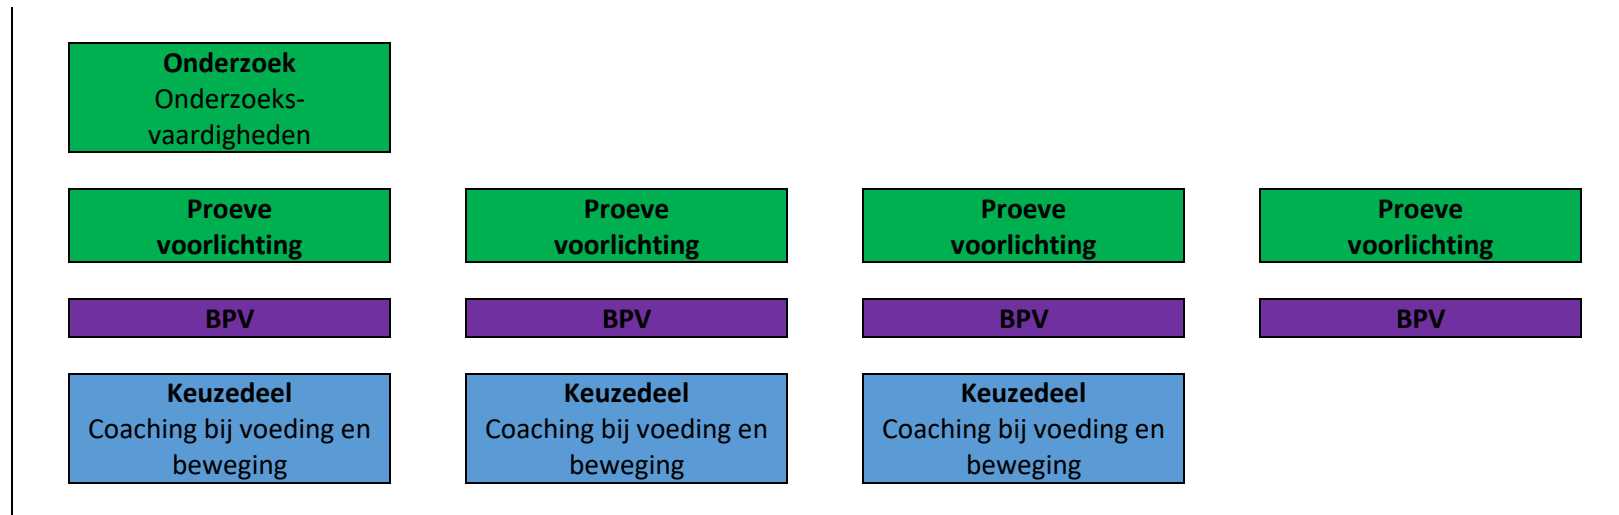 Onderzoek
Onderzoeks-
vaardigheden
Proeve
voorlichting
Proeve
voorlichting
Proeve
voorlichting
Proeve
voorlichting
BPV
BPV
BPV
BPV
Keuzedeel
Coaching bij voeding en
beweging
Keuzedeel
Coaching bij voeding en
beweging
Keuzedeel
Coaching bij voeding en
beweging